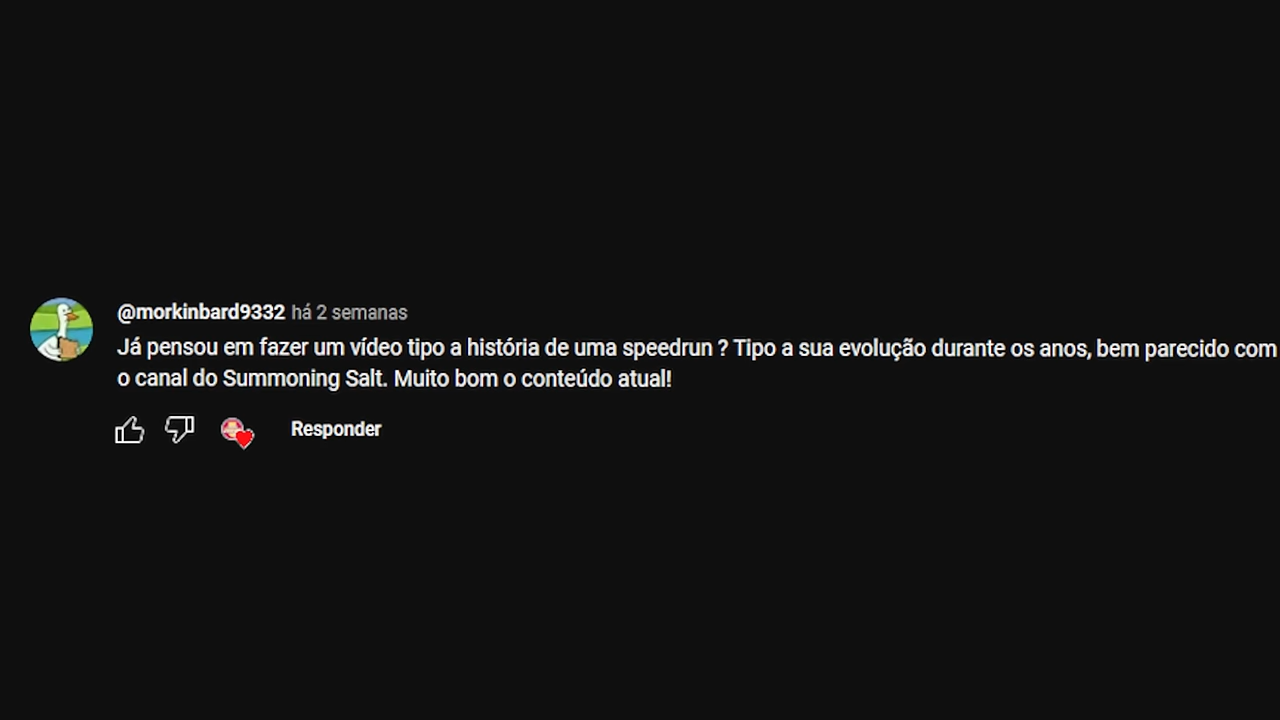 @morkinbard9332 há 2 semanas
Já pensou em fazer um vídeo tipo a história de uma speedrun ? Tipo a sua evolução durante os anos, bem parecido com
o canal do Summoning Salt. Muito bom o conteúdo atual!
Responder